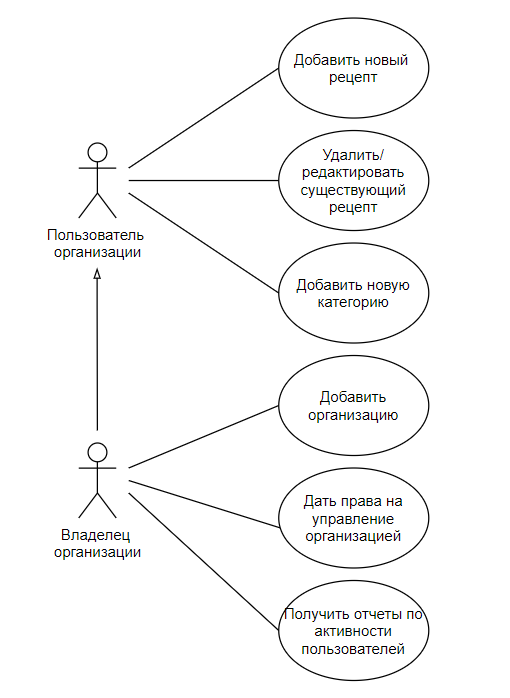 Добавить новый
рецепт
Удалить/
редактировать
существующий
рецепт
Пользователь
организации
Добавить новую
категорию
Добавить
организацию
Дать права на
управление
организацией
Владелец
организации
Получить отчеты по
активности
пользователей